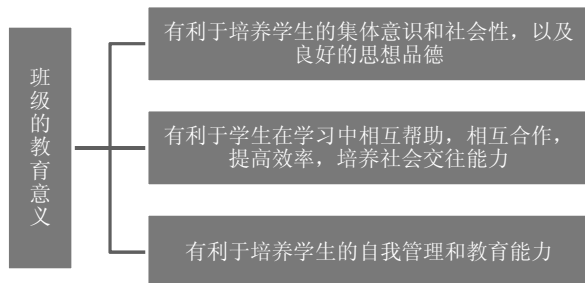 班级的教育意义
有利于培养学生的集体意识和社会性，以及
良好的思想品德
有利于学生在学习中相互帮助，相互合作，
提高效率，培养社会交往能力
有利于培养学生的自我管理和教育能力